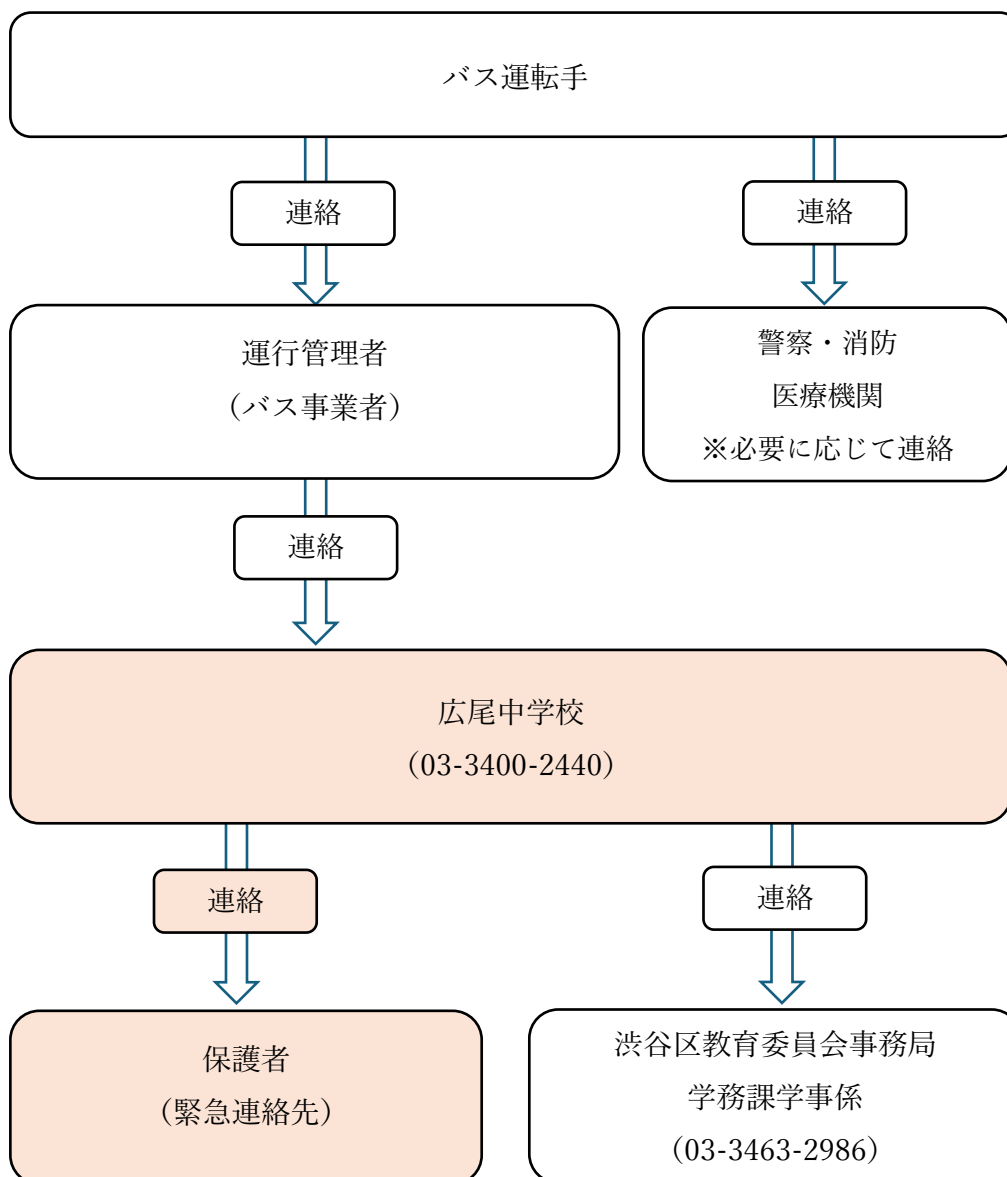 バス運転手
連絡
連絡
運行管理者
（バス事業者）
警察・消防
医療機関
※必要に応じて連絡
連絡
広尾中学校
（03-3400-2440）
連絡
連絡
保護者
（緊急連絡先）
渋谷区教育委員会事務局
学務課学事係
（03-3463-2986）